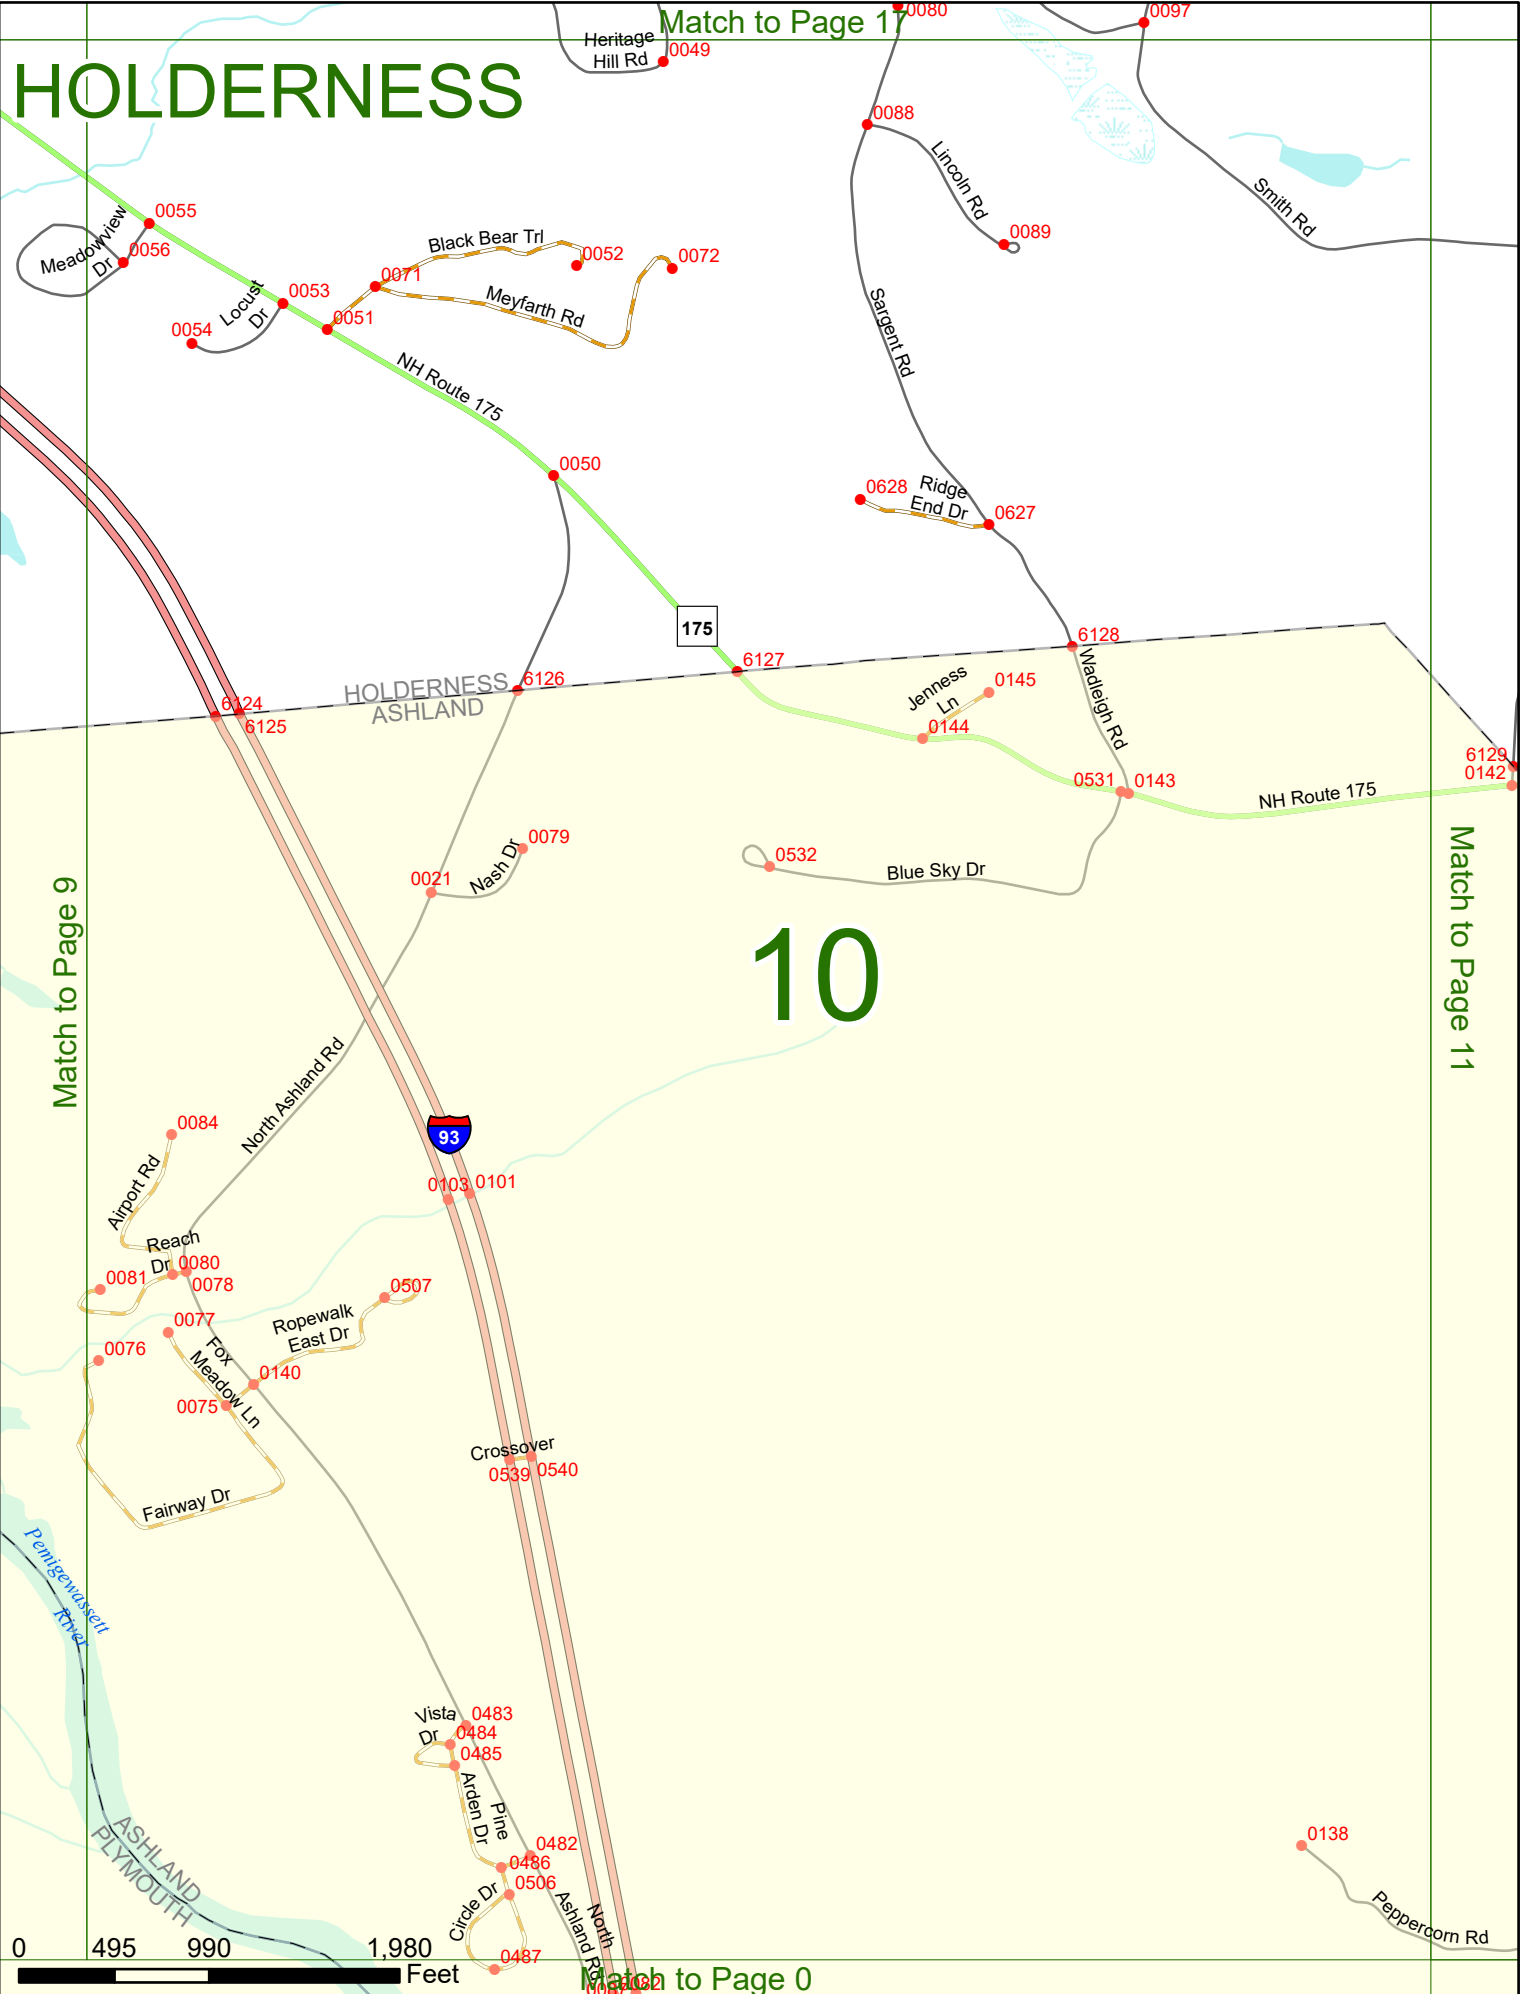 Match to Page 17
0080
0097
Heritage
Hill Rd
0049
HOLDERNESS
0088
Lincoln Rd
0089
Smith Rd
0055
Meadowview
Dr
0056
Black Bear Trl
0052
0072
0071
Meyfarth Rd
Locust
Dr
0053
0054
0051
Sargent Rd
NH Route 175
0050
0628
Ridge
End Dr
0627
175
6128
6127
HOLDERNESS
ASHLAND
6126
6124
6125
Jenness
Ln
0145
Wadleigh Rd
0144
6129
0142
0531
0143
NH Route 175
0079
Nash Dr
0021
0532
Blue Sky Dr
Match to Page 9
10
Match to Page 11
North Ashland Rd
93
0084
Airport Rd
0103
0101
Reach
Dr
0080
0078
0081
0507
Ropewalk
East Dr
0077
0076
Fox
Meadow Ln
0140
0075
Crossover
0539
0540
Fairway Dr
Pemigewassett
River
Vista
Dr
0483
0484
0485
Arden Dr
Pine
0482
0486
0506
Circle Dr
0487
North
Ashland Rd
0138
Peppercorn Rd
ASHLAND
PLYMOUTH
0 495 990 1,980
Feet
Match to Page 0
0082